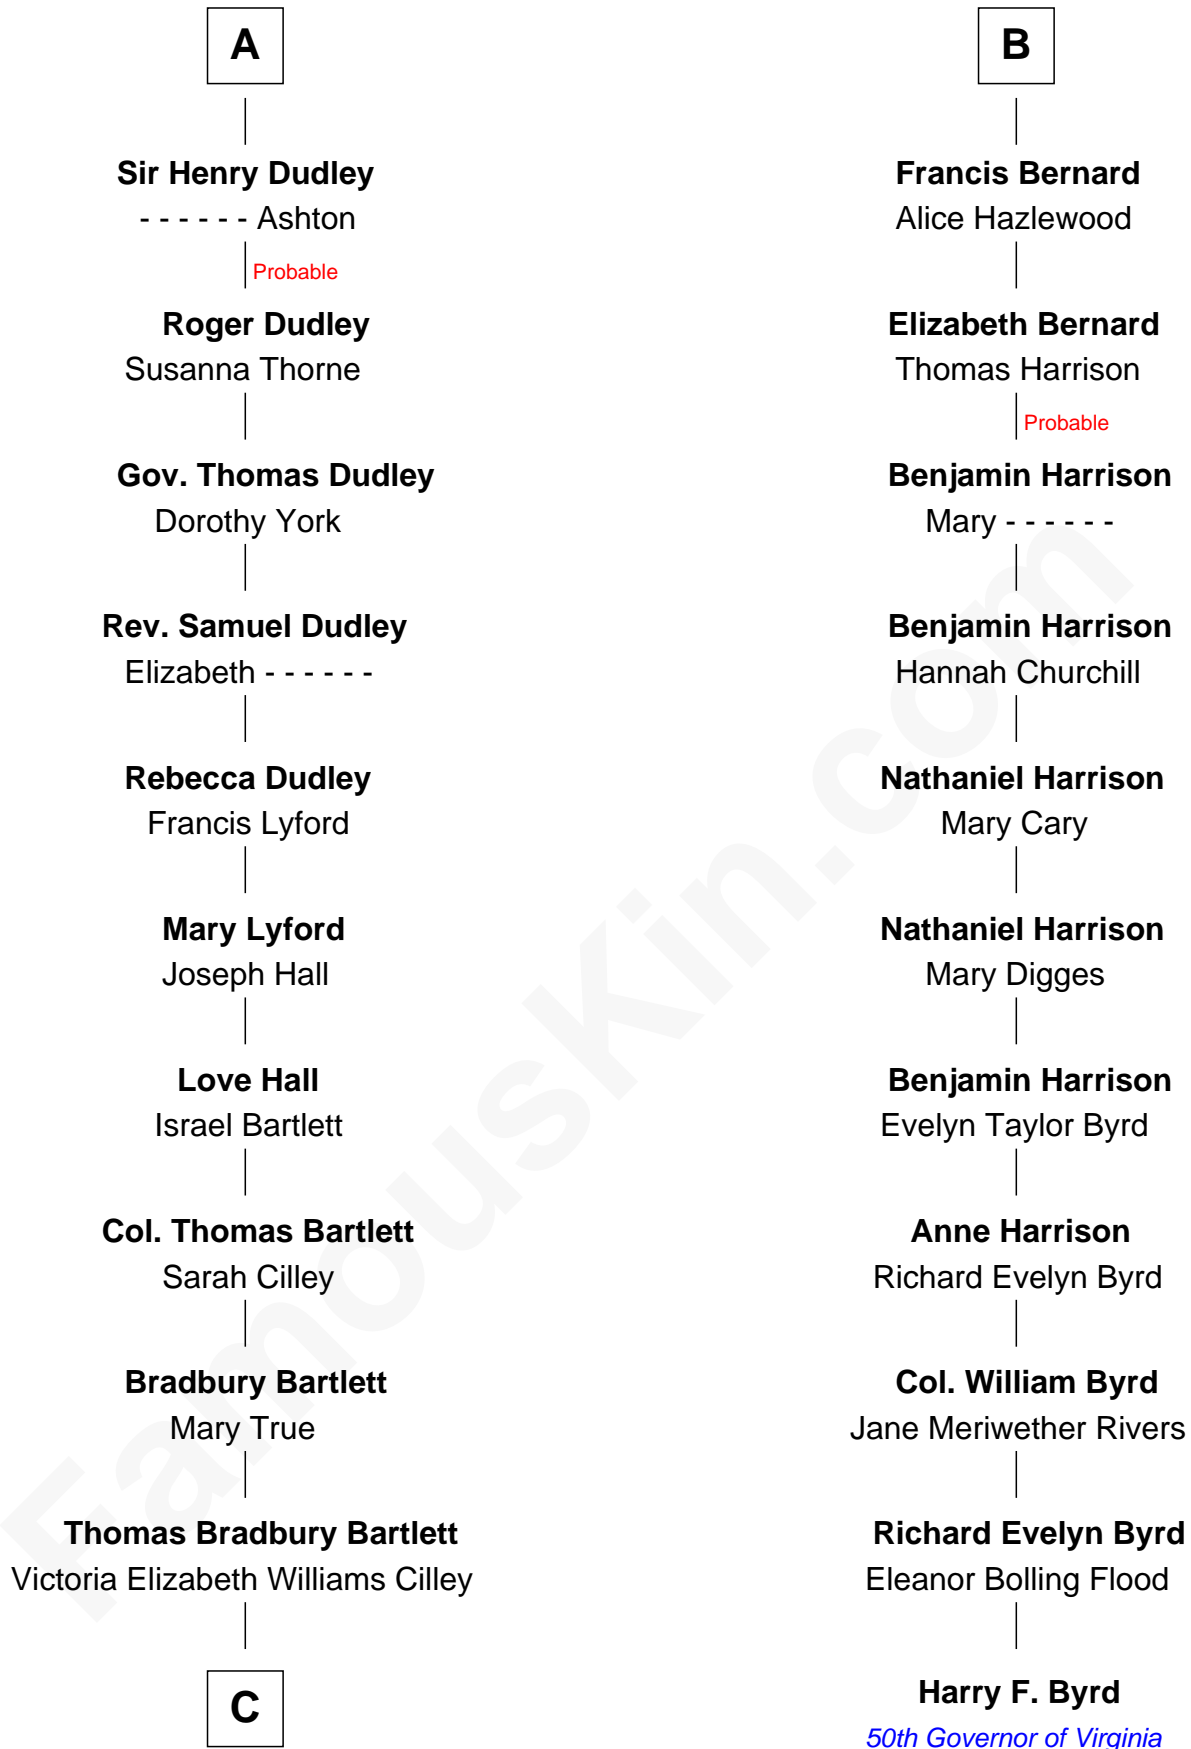 A
Sir Henry Dudley
- - - - - - Ashton
Probable
Roger Dudley
Susanna Thorne
Gov. Thomas Dudley
Dorothy York
Rev. Samuel Dudley
Elizabeth - - - - - -
Rebecca Dudley
Francis Lyford
Mary Lyford
Joseph Hall
Love Hall
Israel Bartlett
Col. Thomas Bartlett
Sarah Cilley
Bradbury Bartlett
Mary True
Thomas Bradbury Bartlett
Victoria Elizabeth Williams Cilley
C
B
Francis Bernard
Alice Hazlewood
Elizabeth Bernard
Thomas Harrison
Probable
Benjamin Harrison
Mary - - - - - -
Benjamin Harrison
Hannah Churchill
Nathaniel Harrison
Mary Cary
Nathaniel Harrison
Mary Digges
Benjamin Harrison
Evelyn Taylor Byrd
Anne Harrison
Richard Evelyn Byrd
Col. William Byrd
Jane Meriwether Rivers
Richard Evelyn Byrd
Eleanor Bolling Flood
Harry F. Byrd
50th Governor of Virginia
FamousKin.com